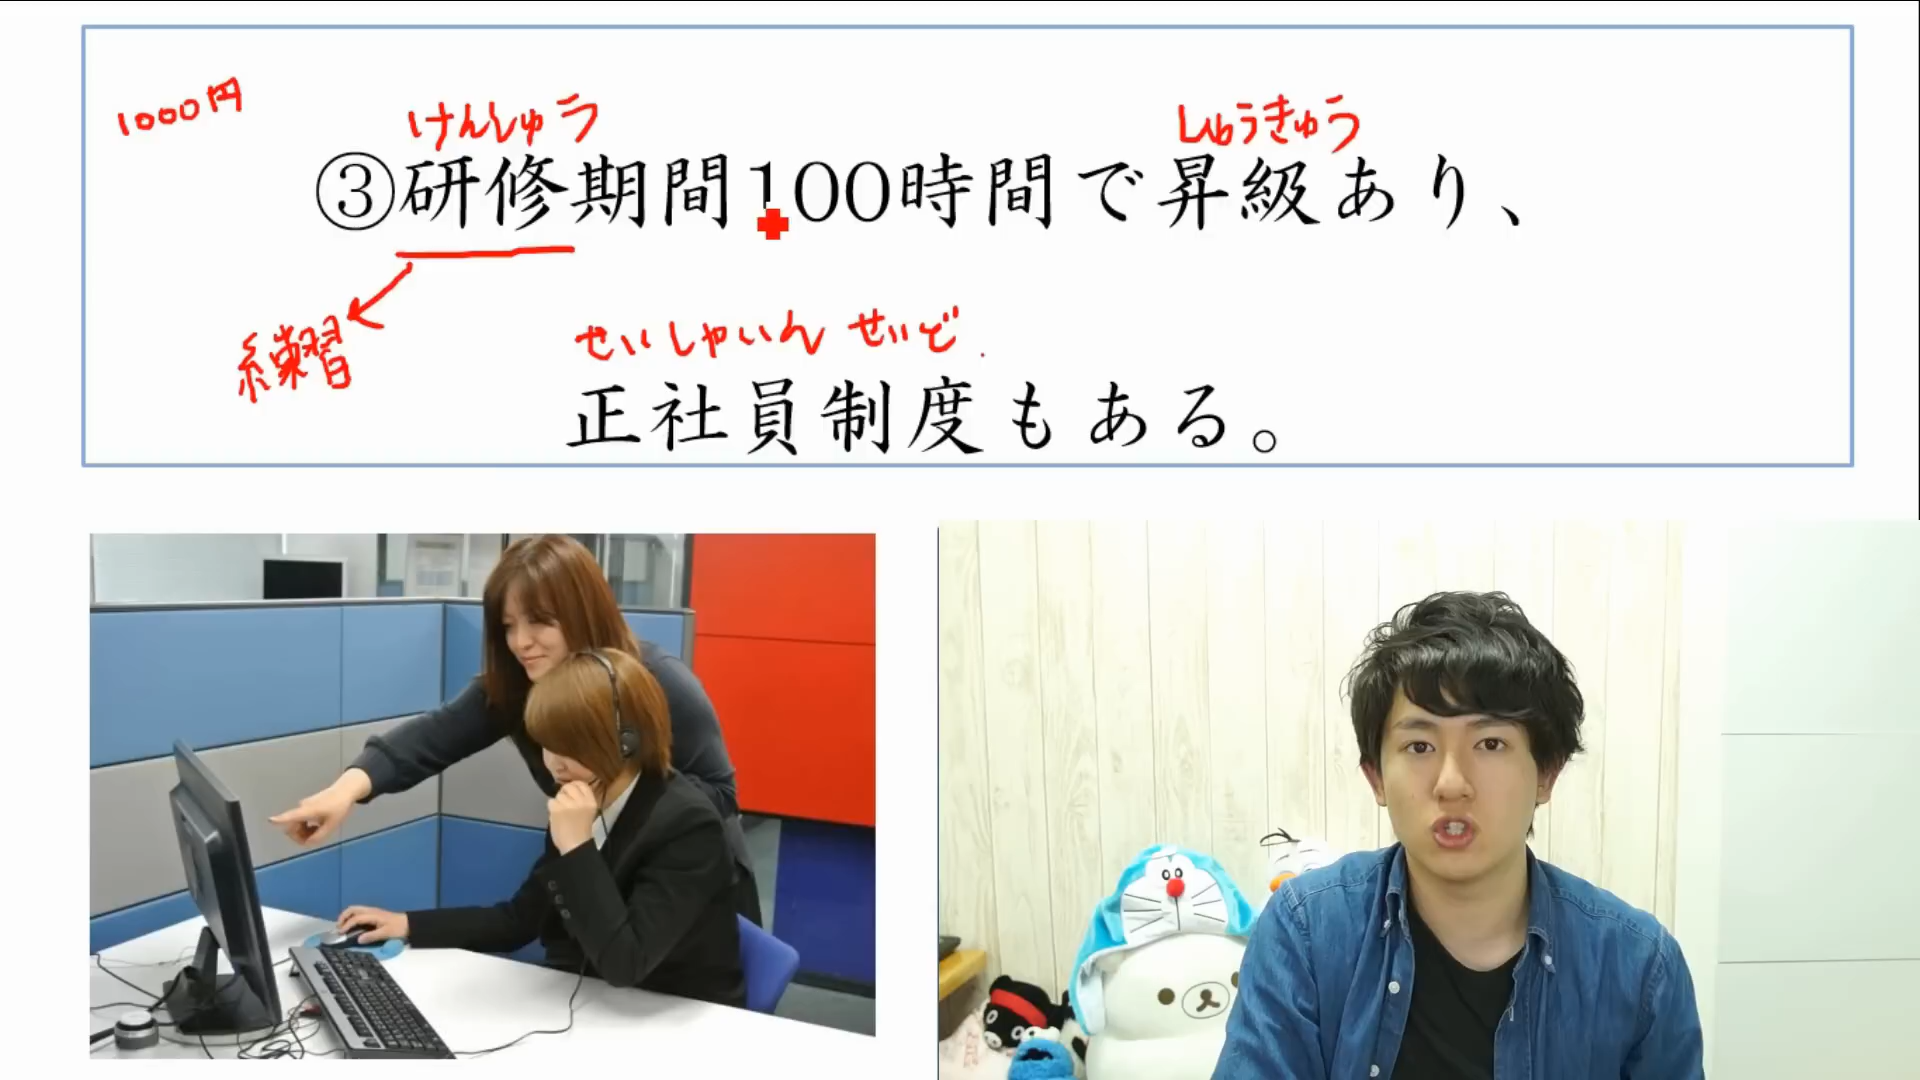 1000円
けんしゅう しゅうきゅう
③研修期間100時間で昇級あり、
練習
せいしゃいん せいど
正社員制度もある。